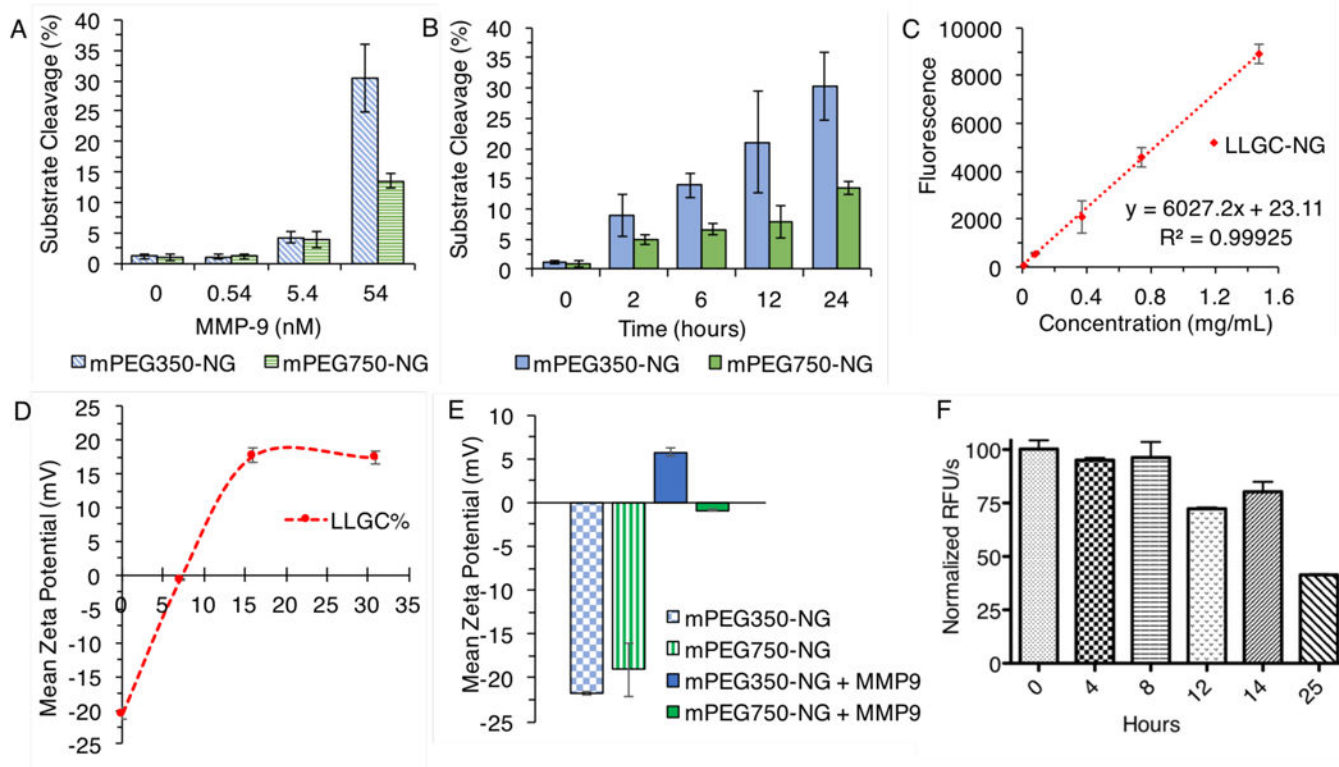 A
Substrate Cleavage (%)
40
35
30
25
20
15
10
5
0
0 0.54 5.4 54
MMP-9 (nM)
mPEG350-NG mPEG750-NG
B
Substrate Cleavage (%)
40
35
30
25
20
15
10
5
0
0 2 6 12 24
Time (hours)
mPEG350-NG mPEG750-NG
C
Fluorescence
10000
8000
6000
4000
2000
0
LLGC-NG
y = 6027.2x + 23.11
R² = 0.99925
0 0.4 0.8 1.2 1.6
Concentration (mg/mL)
D
Mean Zeta Potential (mV)
25
20
15
10
5
0
-5
-10
-15
-20
-25
LLGC%
0 5 10 15 20 25 30 35
E
Mean Zeta Potential (mV)
10
5
0
-5
-10
-15
-20
-25
mPEG350-NG
mPEG750-NG
mPEG350-NG + MMP9
mPEG750-NG + MMP9
F
Normalized RFU/s
100
75
50
25
0
0 4 8 12 14 25
Hours